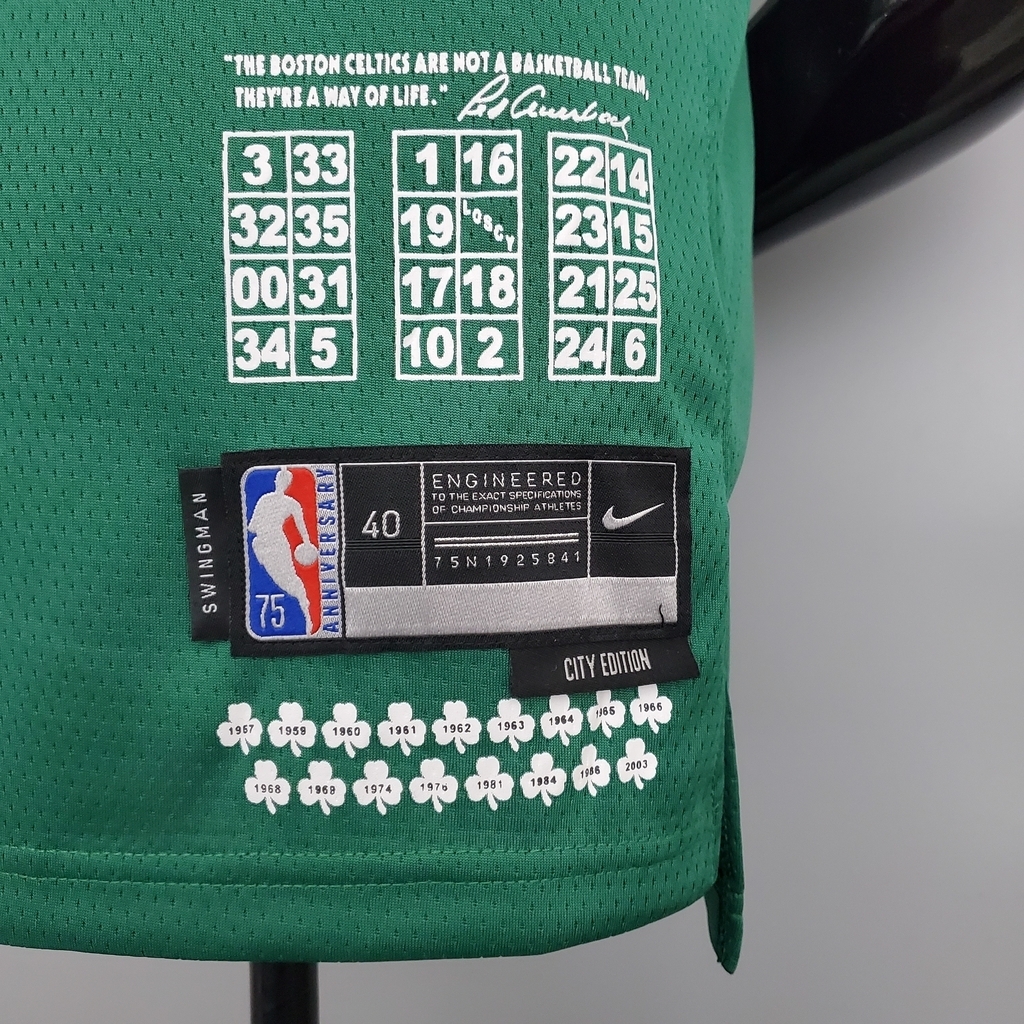 "THE BOSTON CELTICS ARE NOT A BASKETBALL TEAM,
THEY'RE A WAY OF LIFE." Red Auerbach
3 33 1 16 22 14
32 35 19 LOSCY 23 15
00 31 17 18 21 25
34 5 10 2 24 6
SWINGMAN
75
ANNIVERSARY
40
ENGINEERED
TO THE EXACT SPECIFICATIONS
OF CHAMPIONSHIP ATHLETES
75N1925841
CITY EDITION
1957 1959 1960 1961 1962 1963 1964 1965 1966
1968 1969 1974 1976 1981 1984 1986 2003